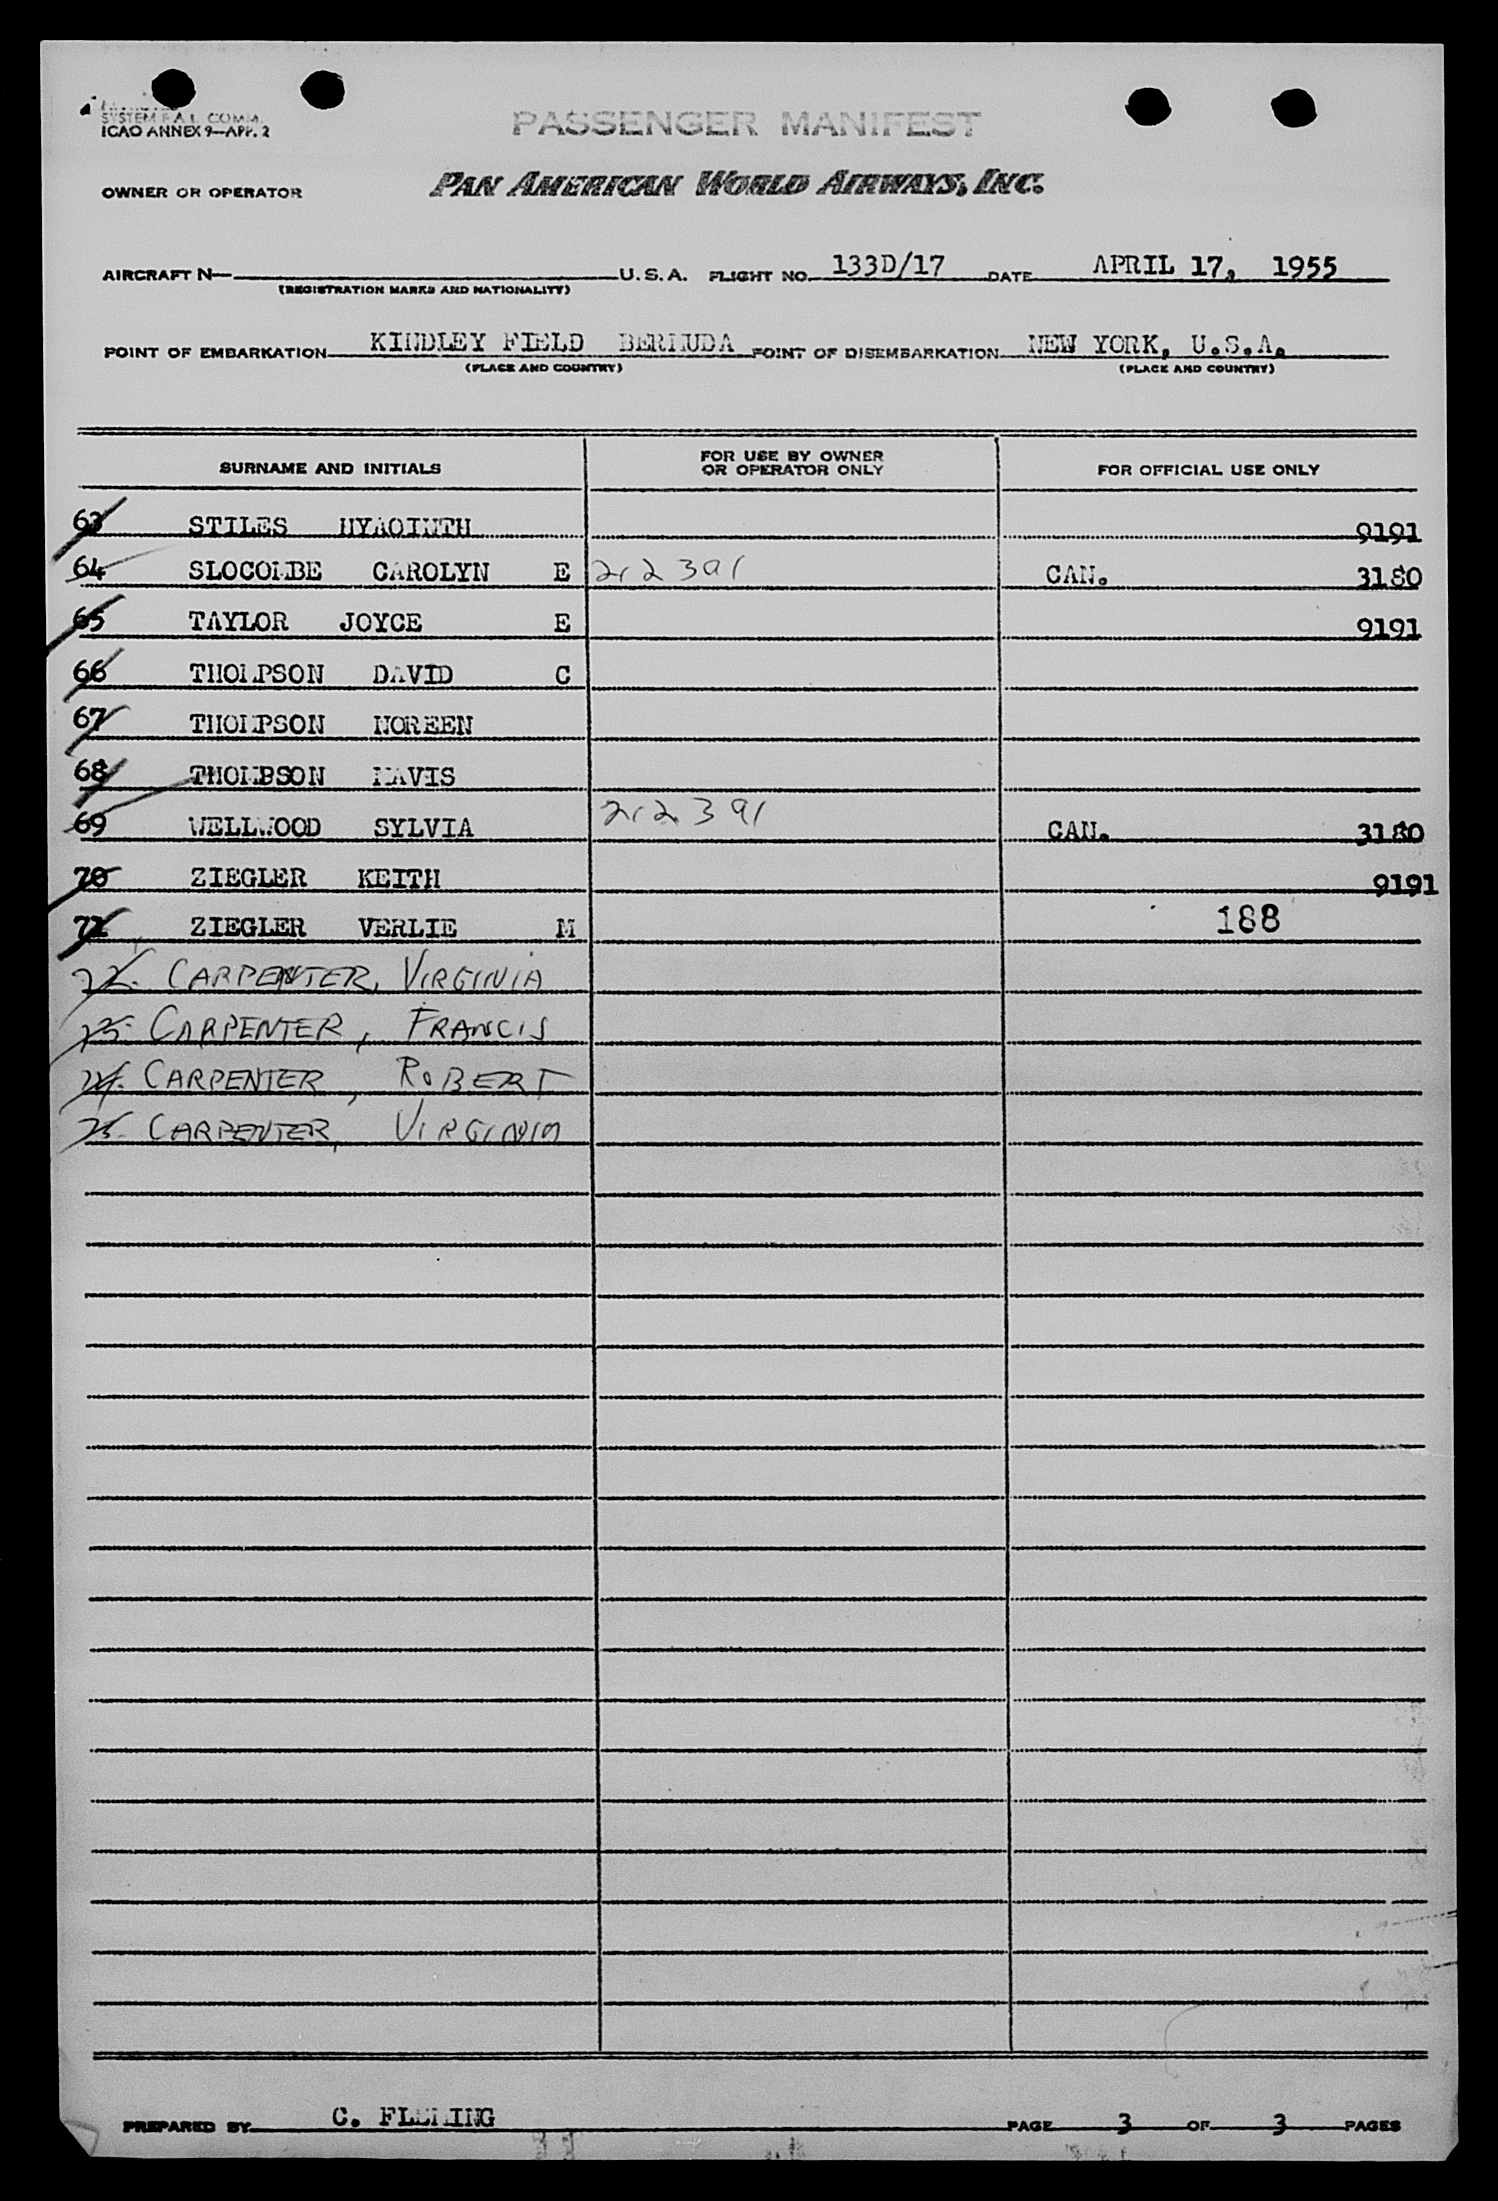 SYSTEM F.A.L. COMM.
ICAO ANNEX 9—APP. 2
PASSENGER MANIFEST
OWNER OR OPERATOR PAN AMERICAN WORLD AIRWAYS, INC.
AIRCRAFT N— U.S.A. FLIGHT NO. 133D/17 DATE APRIL 17, 1955
(REGISTRATION MARKS AND NATIONALITY)
POINT OF EMBARKATION KINDLEY FIELD BERMUDA POINT OF DISEMBARKATION NEW YORK, U.S.A.
(PLACE AND COUNTRY) (PLACE AND COUNTRY)
SURNAME AND INITIALS FOR USE BY OWNER OR OPERATOR ONLY FOR OFFICIAL USE ONLY
63 STILES HYACINTH 9191
64 SLOCOMBE CAROLYN E 212391 CAN. 3180
65 TAYLOR JOYCE E 9191
66 THOMPSON DAVID C
67 THOMPSON NOREEN
68 THOMBSON MAVIS
69 WELLWOOD SYLVIA 212391 CAN. 3180
70 ZIEGLER KEITH 9191
71 ZIEGLER VERLIE M 188
72. CARPENTER, VIRGINIA
73. CARPENTER, FRANCIS
74. CARPENTER, ROBERT
75. CARPENTER, VIRGINIA
PREPARED BY C. FLEMING PAGE 3 OF 3 PAGES